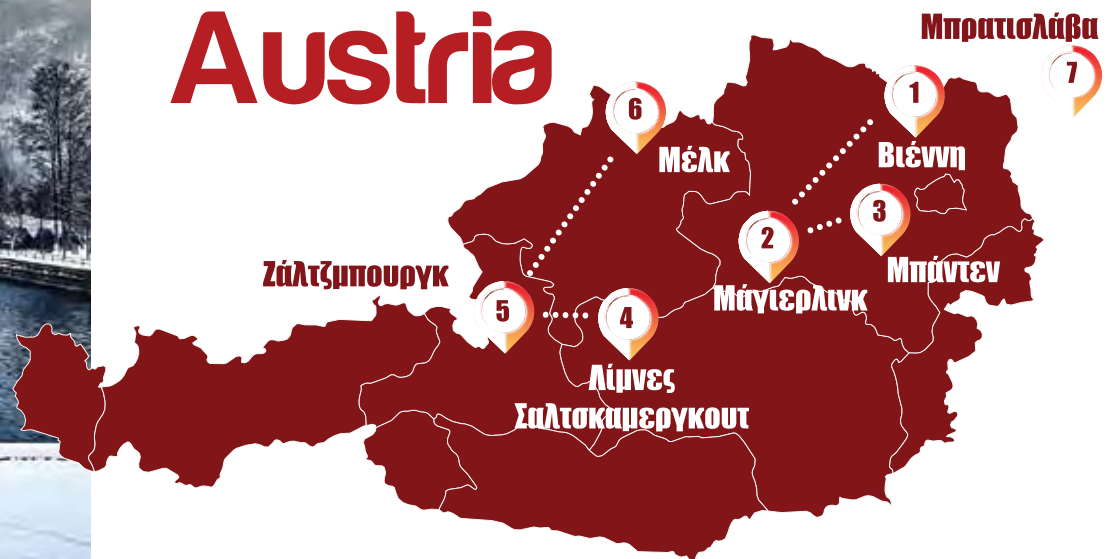 Austria
Μπρατισλάβα
7
1
Βιέννη
6
Μέλκ
3
Μπάντεν
2
Μάγιερλινκ
Ζάλτζμπουργκ
5
4
Λίμνες
Σαλτσκαμεργκουτ